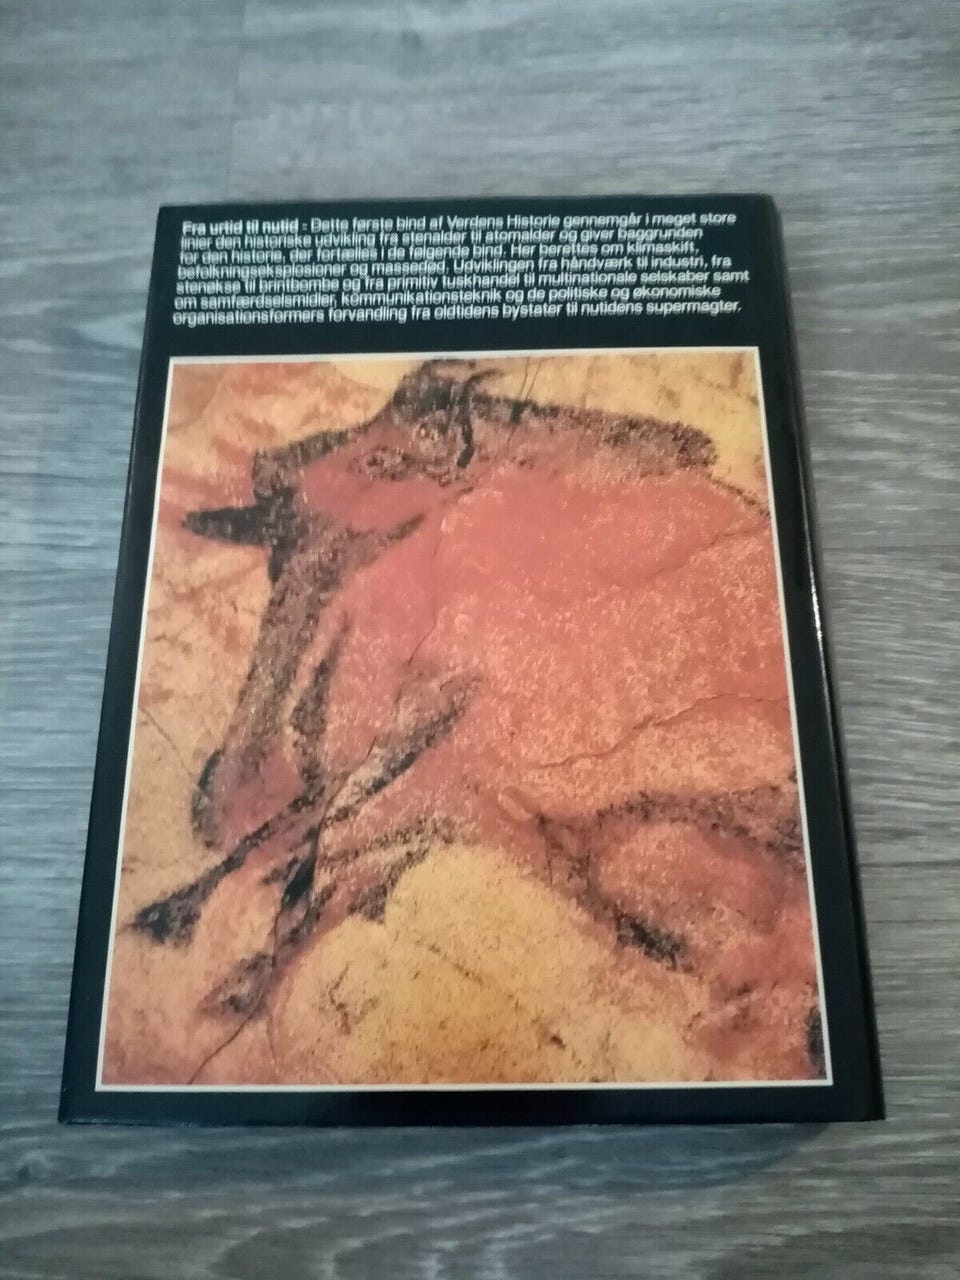 Fra urtid til nutid - Dette første bind af Verdens Historie gennemgår i meget store
linier den historiske udvikling fra stenalder til atomalder og giver baggrunden
for den historie, der fortælles i de følgende bind. Her berettes om klimaskift,
befolkningseksplosioner og massedød. Udviklingen fra håndværk til industri, fra
stenøkse til brintbombe og fra primitiv tuskhandel til multinationale selskaber samt
om samfærdselsmidler, kommunikationsteknik og de politiske og økonomiske
organisationsformers forvandling fra oldtidens bystater til nutidens supermagter.